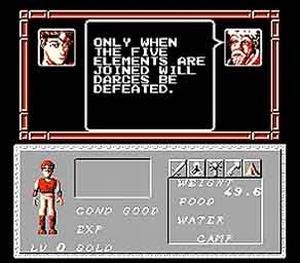 ONLY WHEN
THE FIVE
ELEMENTS ARE
JOINED WILL
DARCES BE
DEFEATED.
WEIGHT
49.6
COND GOOD
FOOD
EXP
WATER
LV 0 GOLD
CAMP